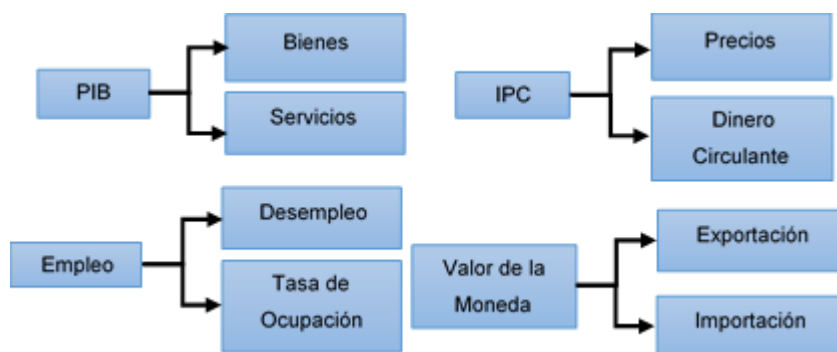 PIB
Bienes
Servicios
IPC
Precios
Dinero
Circulante
Empleo
Desempleo
Tasa de
Ocupación
Valor de la
Moneda
Exportación
Importación